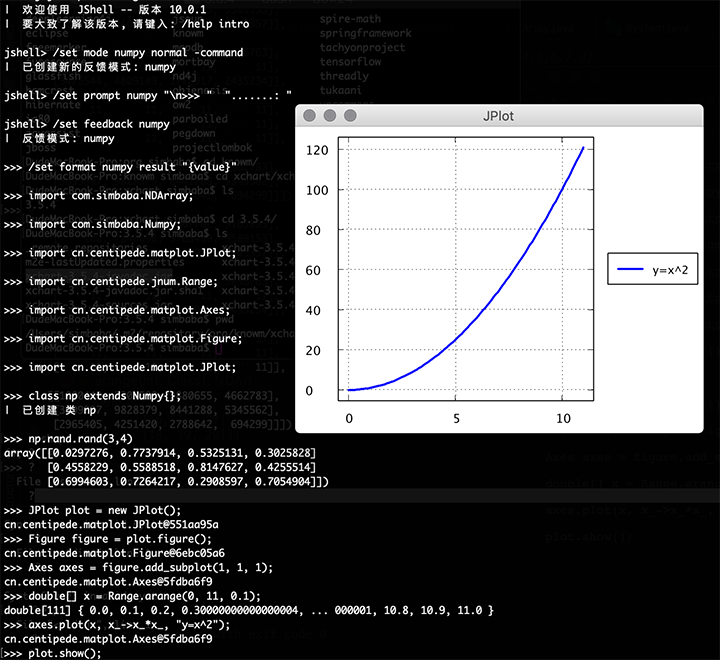 | 欢迎使用 JShell -- 版本 10.0.1
| 要大致了解该版本, 请键入: /help intro
jshell> /set mode numpy normal -command
| 已创建新的反馈模式: numpy
jshell> /set prompt numpy "\n>>> " ".......: "
jshell> /set feedback numpy
| 反馈模式: numpy
>>> /set format numpy result "{value}"
>>> import com.simbaba.NDArray;
>>> import com.simbaba.Numpy;
>>> import cn.centipede.matplot.JPlot;
>>> import cn.centipede.jnum.Range;
>>> import cn.centipede.matplot.Axes;
>>> import cn.centipede.matplot.Figure;
>>> import cn.centipede.matplot.JPlot;
>>> class np extends Numpy{};
| 已创建 类 np
>>> np.rand.rand(3,4)
array([[0.0297276, 0.7737914, 0.5325131, 0.3025828]
[0.4558229, 0.5588518, 0.8147627, 0.4255514]
[0.6994603, 0.7264217, 0.2908597, 0.7054904]])
>>> JPlot plot = new JPlot();
cn.centipede.matplot.JPlot@551aa95a
>>> Figure figure = plot.figure();
cn.centipede.matplot.Figure@6ebc05a6
>>> Axes axes = figure.add_subplot(1, 1, 1);
cn.centipede.matplot.Axes@5fdba6f9
>>> double[] x = Range.arange(0, 11, 0.1);
double[111] { 0.0, 0.1, 0.2, 0.30000000000000004, ... 000001, 10.8, 10.9, 11.0 }
>>> axes.plot(x, x_->x_*x_, "y=x^2");
cn.centipede.matplot.Axes@5fdba6f9
>>> plot.show();
JPlot
120
100
80
60
40
20
0
0 5 10
y=x^2
spire-math
springframework
tachyonproject
tensorflow
threadly
tukaani